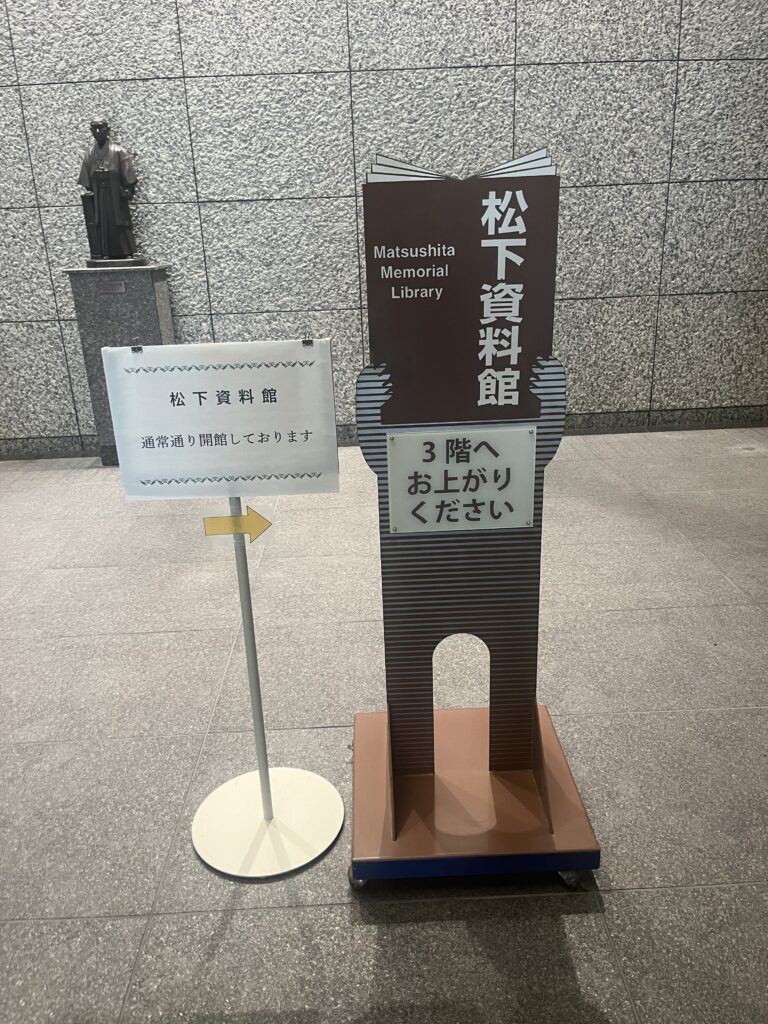 松下資料館
通常通り開館しております
Matsushita
Memorial
Library
松下資料館
3階へ
お上がり
ください